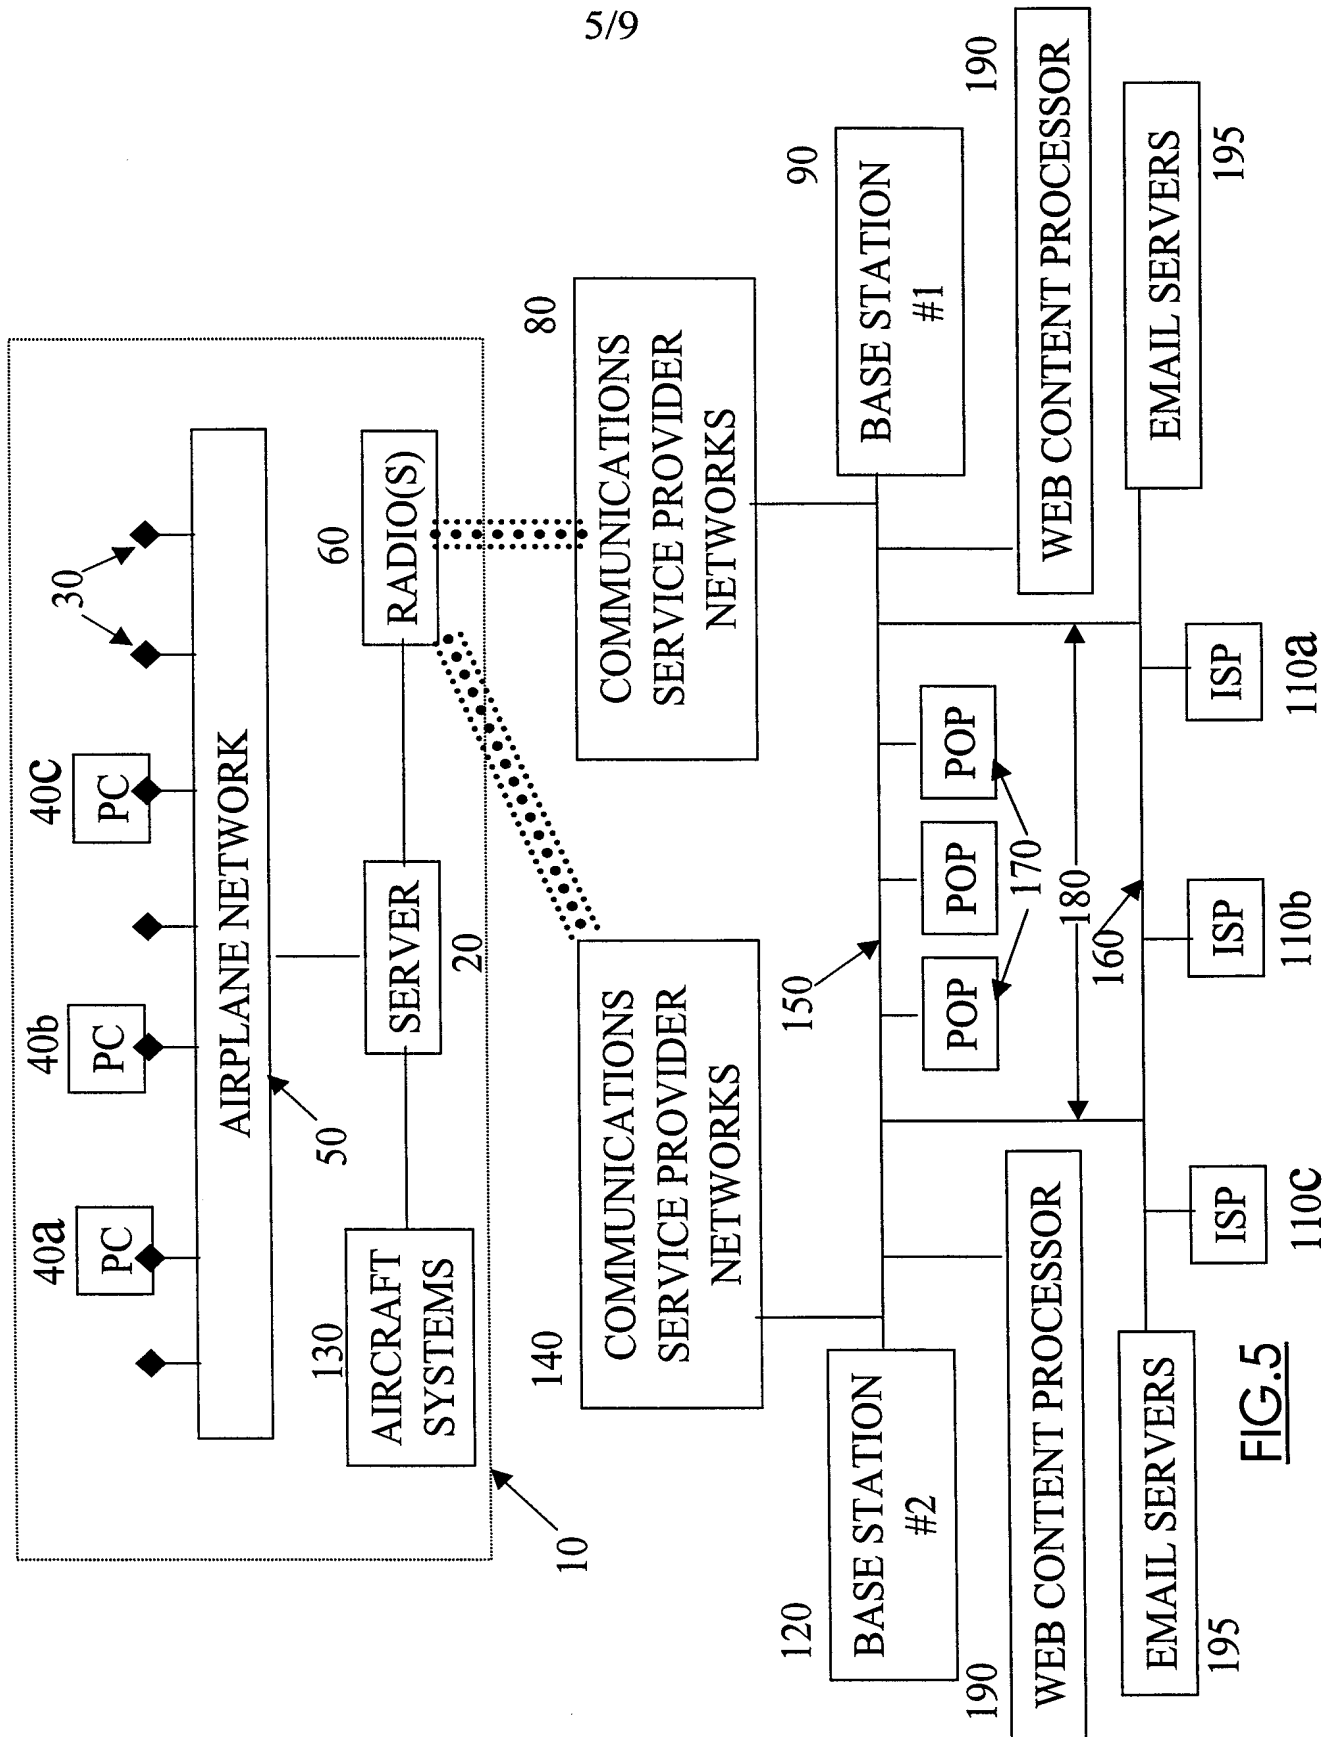 5/9
40a
40b
40c
30
PC
PC
PC
AIRPLANE NETWORK
50
130
20
60
AIRCRAFT
SYSTEMS
SERVER
RADIO(S)
10
140
80
COMMUNICATIONS
SERVICE PROVIDER
NETWORKS
COMMUNICATIONS
SERVICE PROVIDER
NETWORKS
120
150
90
BASE STATION
#2
BASE STATION
#1
POP
POP
POP
170
190
190
WEB CONTENT PROCESSOR
180
WEB CONTENT PROCESSOR
160
EMAIL SERVERS
EMAIL SERVERS
195
195
ISP
ISP
ISP
110c
110b
110a
FIG.5